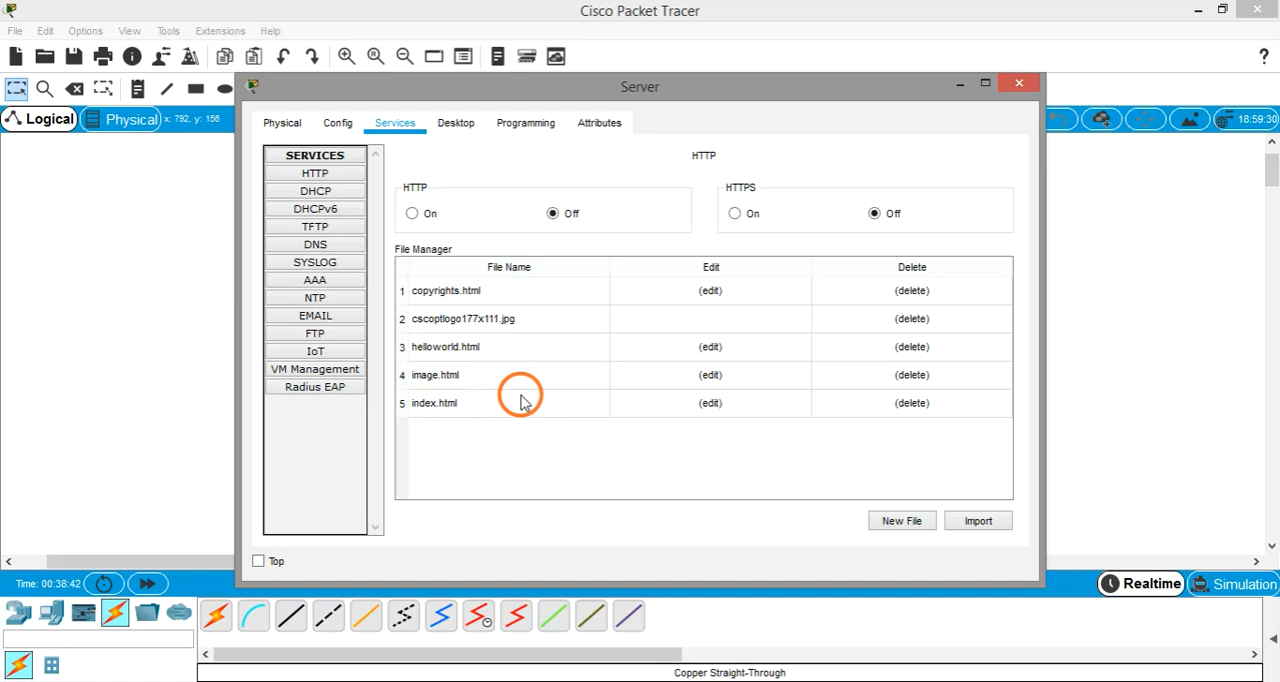 Cisco Packet Tracer
File Edit Options View Tools Extensions Help
?
Server
Logical Physical x: 792, y: 156
18:59:30
Physical Config Services Desktop Programming Attributes
SERVICES
HTTP
DHCP
DHCPv6
TFTP
DNS
SYSLOG
AAA
NTP
EMAIL
FTP
IoT
VM Management
Radius EAP
HTTP
HTTP
On Off
HTTPS
On Off
File Manager
File Name Edit Delete
1 copyrights.html (edit) (delete)
2 cscoptlogo177x111.jpg (delete)
3 helloworld.html (edit) (delete)
4 image.html (edit) (delete)
5 index.html (edit) (delete)
New File Import
Top
Time: 00:38:42
Realtime Simulation
Copper Straight-Through